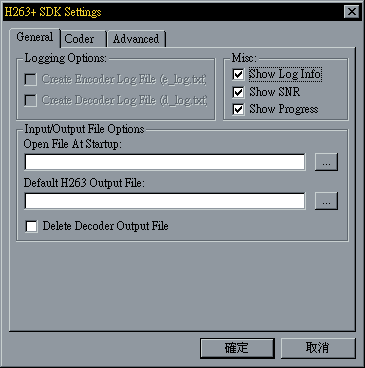 H263+ SDK Settings
General Coder Advanced
Logging Options:
Create Encoder Log File (e_log.txt)
Create Decoder Log File (d_log.txt)
Misc:
Show Log Info
Show SNR
Show Progress
Input/Output File Options
Open File At Startup:
...
Default H263 Output File:
...
Delete Decoder Output File
確定 取消